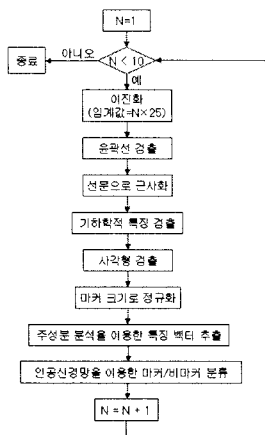 N=1
N < 10
아니오
종료
예
이진화
(임계값=N×25)
윤곽선 검출
선분으로 근사화
기하학적 특징 검출
사각형 검출
마커 크기로 정규화
주성분 분석을 이용한 특징 벡터 추출
인공신경망을 이용한 마커/비마커 분류
N = N + 1